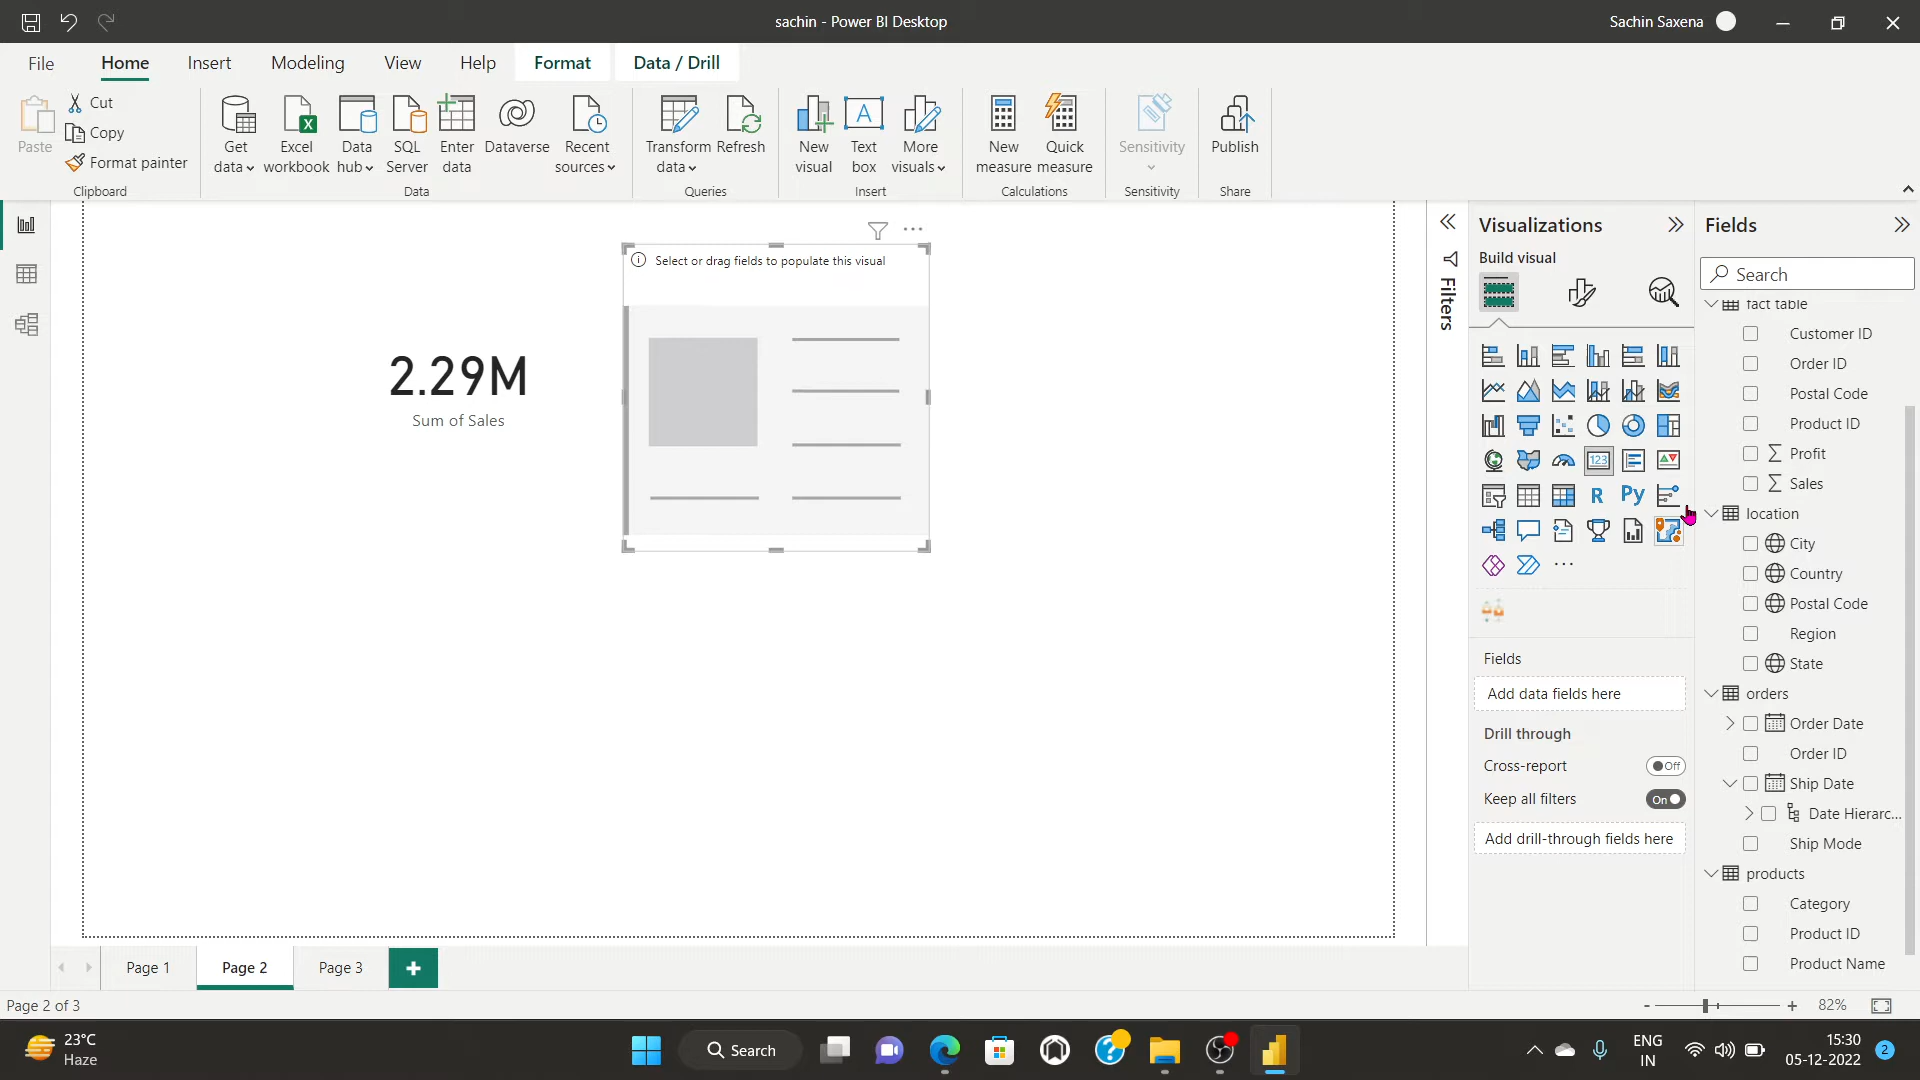 sachin - Power BI Desktop
Sachin Saxena
File
Home
Insert
Modeling
View
Help
Format
Data / Drill
Paste
Cut
Copy
Format painter
Clipboard
Get data
Excel workbook
Data hub
SQL Server
Enter data
Dataverse
Recent sources
Data
Transform data
Refresh
Queries
New visual
A
Text box
More visuals
Insert
New measure
Quick measure
Calculations
Sensitivity
Sensitivity
Publish
Share
Select or drag fields to populate this visual
2.29M
Sum of Sales
Filters
Visualizations
Build visual
123
R
Py
Fields
Add data fields here
Drill through
Cross-report
Off
Keep all filters
On
Add drill-through fields here
Fields
Search
fact table
Customer ID
Order ID
Postal Code
Product ID
Profit
Sales
location
City
Country
Postal Code
Region
State
orders
Order Date
Order ID
Ship Date
Date Hierarc...
Ship Mode
products
Category
Product ID
Product Name
Page 1
Page 2
Page 3
Page 2 of 3
82%
23°C
Haze
Search
ENG
IN
15:30
05-12-2022
2